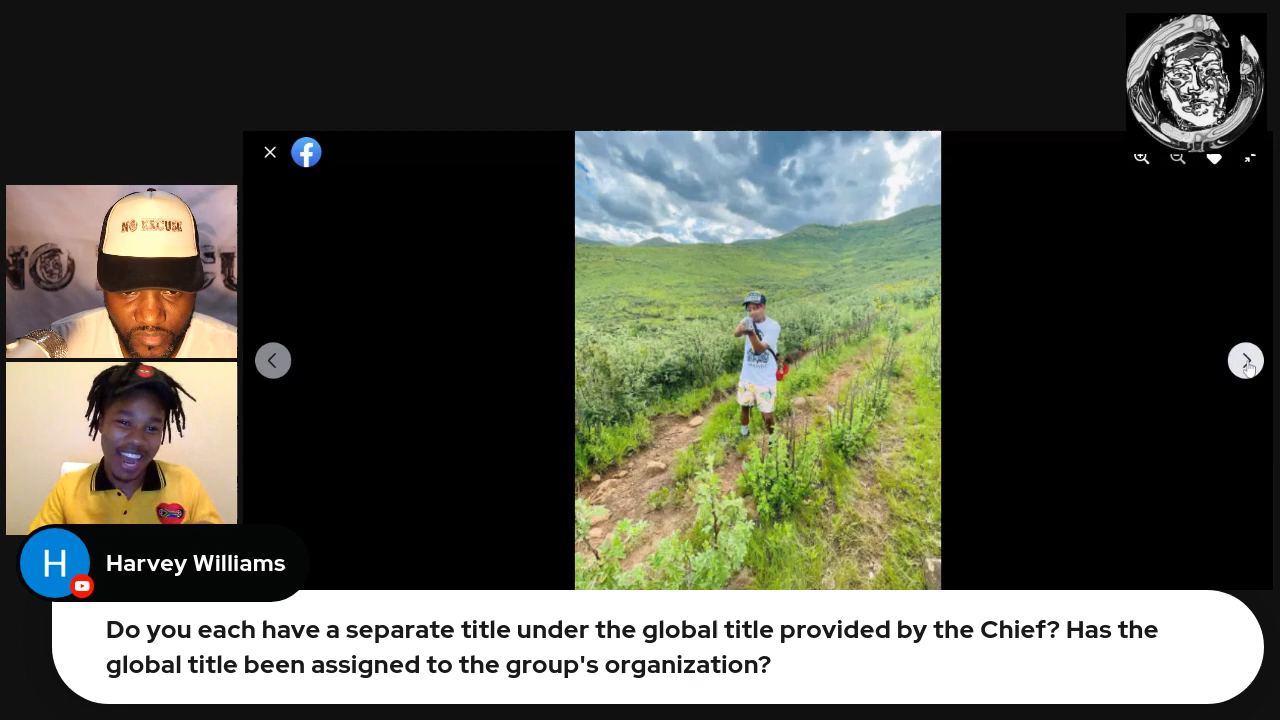 NO EXCUSE
Harvey Williams
H
Do you each have a separate title under the global title provided by the Chief? Has the
global title been assigned to the group's organization?